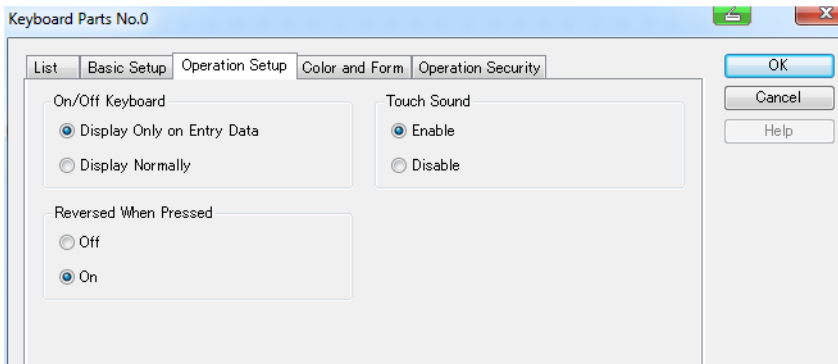 Keyboard Parts No.0
List Basic Setup Operation Setup Color and Form Operation Security
On/Off Keyboard
Display Only on Entry Data
Display Normally
Touch Sound
Enable
Disable
Reversed When Pressed
Off
On
OK
Cancel
Help